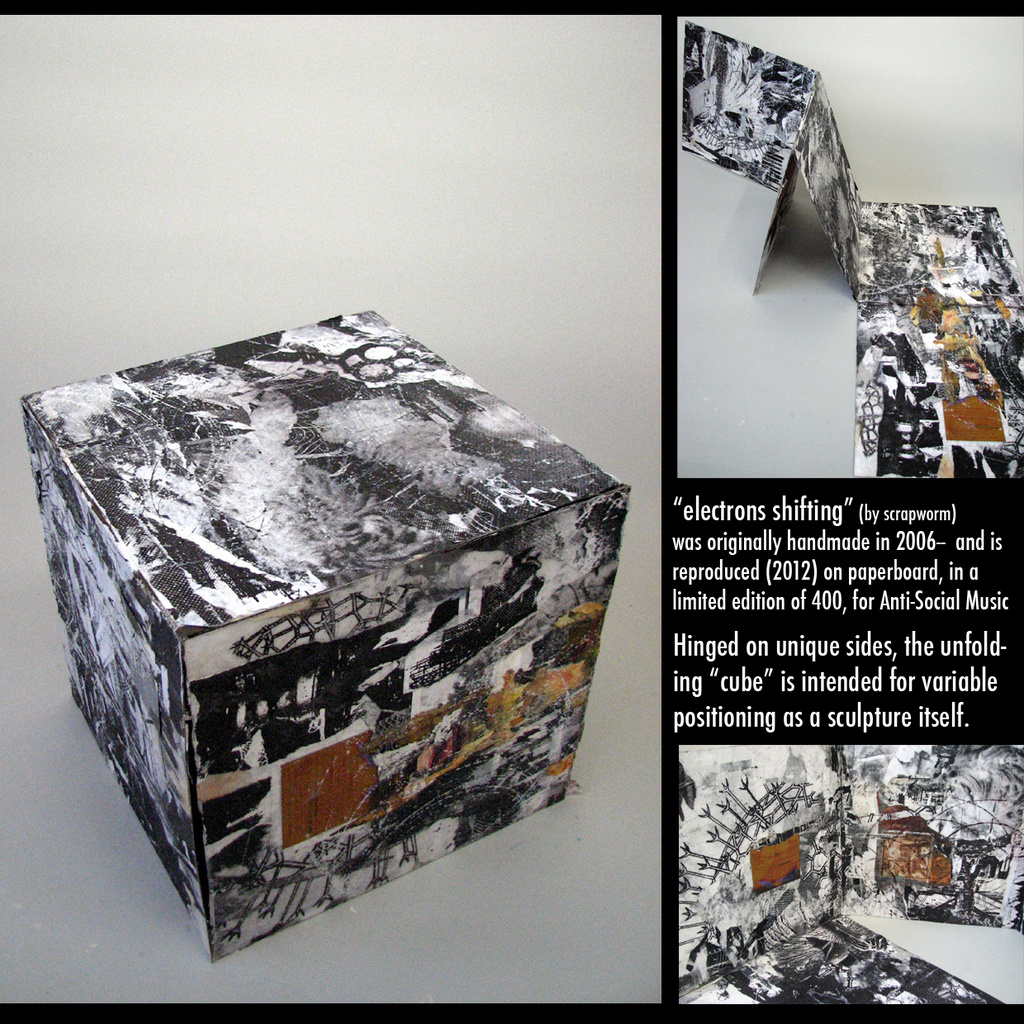 “electrons shifting” (by scrapworm)
was originally handmade in 2006– and is
reproduced (2012) on paperboard, in a
limited edition of 400, for Anti-Social Music
Hinged on unique sides, the unfold-
ing “cube” is intended for variable
positioning as a sculpture itself.